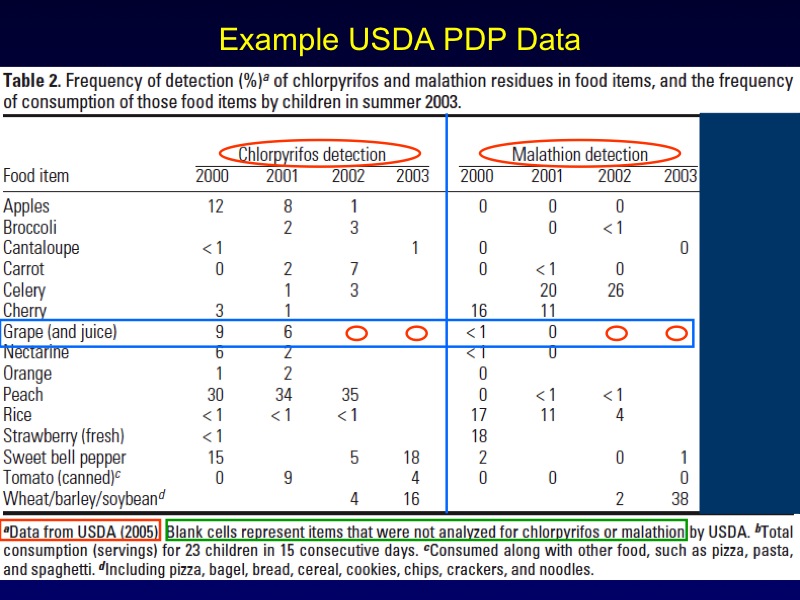 Example USDA PDP Data
Table 2. Frequency of detection (%)a of chlorpyrifos and malathion residues in food items, and the frequency
of consumption of those food items by children in summer 2003.
Chlorpyrifos detection Malathion detection
Food item 2000 2001 2002 2003 2000 2001 2002 2003
Apples 12 8 1 0 0 0
Broccoli 2 3 0 < 1
Cantaloupe < 1 1 0 0
Carrot 0 2 7 0 < 1 0
Celery 1 3 20 26
Cherry 3 1 16 11
Grape (and juice) 9 6 < 1 0
Nectarine 6 2 < 1 0
Orange 1 2 0
Peach 30 34 35 0 < 1 < 1
Rice < 1 < 1 < 1 17 11 4
Strawberry (fresh) < 1 18
Sweet bell pepper 15 5 18 2 0 1
Tomato (canned)c 0 9 4 0 0 0
Wheat/barley/soybeand 4 16 2 38
aData from USDA (2005). Blank cells represent items that were not analyzed for chlorpyrifos or malathion by USDA. bTotal
consumption (servings) for 23 children in 15 consecutive days. cConsumed along with other food, such as pizza, pasta,
and spaghetti. dIncluding pizza, bagel, bread, cereal, cookies, chips, crackers, and noodles.